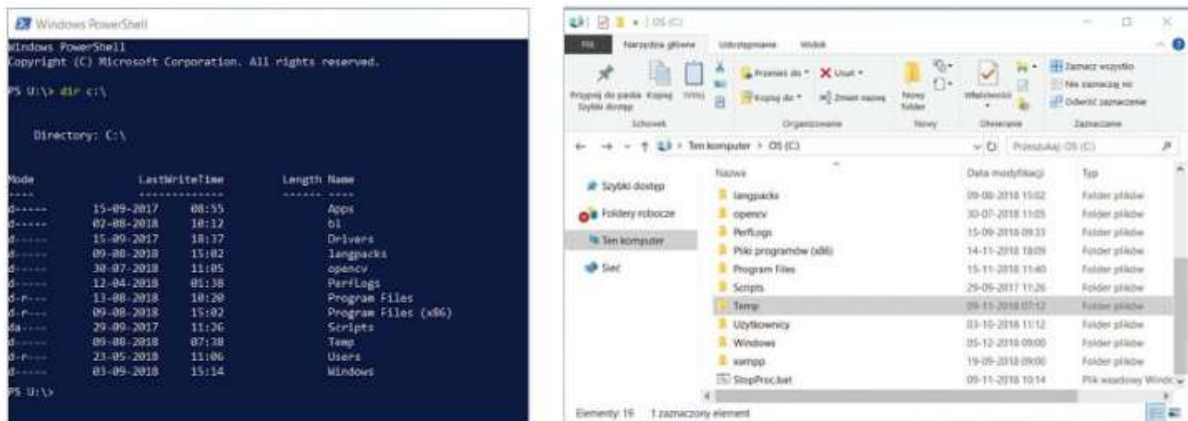 Windows PowerShell
Windows PowerShell
Copyright (C) Microsoft Corporation. All rights reserved.
PS U:\> dir c:\
Directory: C:\
Mode LastWriteTime Length Name
---- ------------- ------ ----
d----- 15-09-2017 08:55 Apps
d----- 02-08-2018 10:12 bl
d----- 15-09-2017 18:37 Drivers
d----- 09-08-2018 15:02 langpacks
d----- 30-07-2018 11:05 opencv
d----- 12-04-2018 01:38 PerfLogs
d-r--- 13-08-2018 10:20 Program Files
d-r--- 09-08-2018 15:02 Program Files (x86)
da---- 29-09-2017 11:26 Scripts
d----- 09-08-2018 07:38 Temp
d-r--- 23-05-2018 11:06 Users
d----- 03-09-2018 15:14 Windows
PS U:\>
OS (C:)
Plik Narzędzia główne Udostępnianie Widok
Przypnij do paska Szybki dostęp
Kopiuj
Wklej
Przenieś do
Kopiuj do
Usuń
Zmień nazwę
Nowy folder
Właściwości
Zaznacz wszystko
Nie zaznaczaj nic
Odwróć zaznaczenie
Schowek Organizowanie Nowy Otwieranie Zaznaczanie
Ten komputer OS (C:) Przeszukaj: OS (C:)
Szybki dostęp
Foldery robocze
Ten komputer
Sieć
Nazwa Data modyfikacji Typ
langpacks 09-08-2018 15:02 Folder plików
opencv 30-07-2018 11:05 Folder plików
PerfLogs 15-09-2018 09:33 Folder plików
Pliki programów (x86) 14-11-2018 18:09 Folder plików
Program Files 15-11-2018 11:40 Folder plików
Scripts 29-09-2017 11:26 Folder plików
Temp 09-11-2018 07:12 Folder plików
Użytkownicy 03-10-2018 11:12 Folder plików
Windows 05-12-2018 09:00 Folder plików
xampp 19-09-2018 09:00 Folder plików
StopProc.bat 09-11-2018 10:14 Plik wsadowy Windo
Elementy: 19 1 zaznaczony element